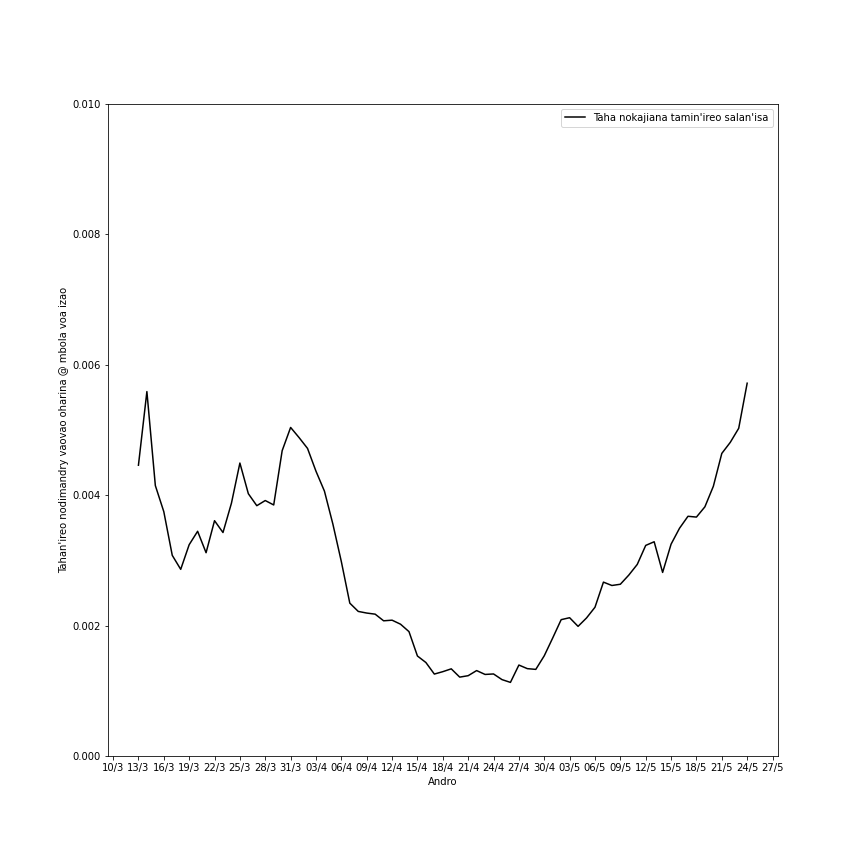 Taha nokajiana tamin'ireo salan'isa
0.010
0.008
0.006
0.004
0.002
0.000
Tahan'ireo nodimandry vaovao oharina @ mbola voa izao
10/3 13/3 16/3 19/3 22/3 25/3 28/3 31/3 03/4 06/4 09/4 12/4 15/4 18/4 21/4 24/4 27/4 30/4 03/5 06/5 09/5 12/5 15/5 18/5 21/5 24/5 27/5
Andro